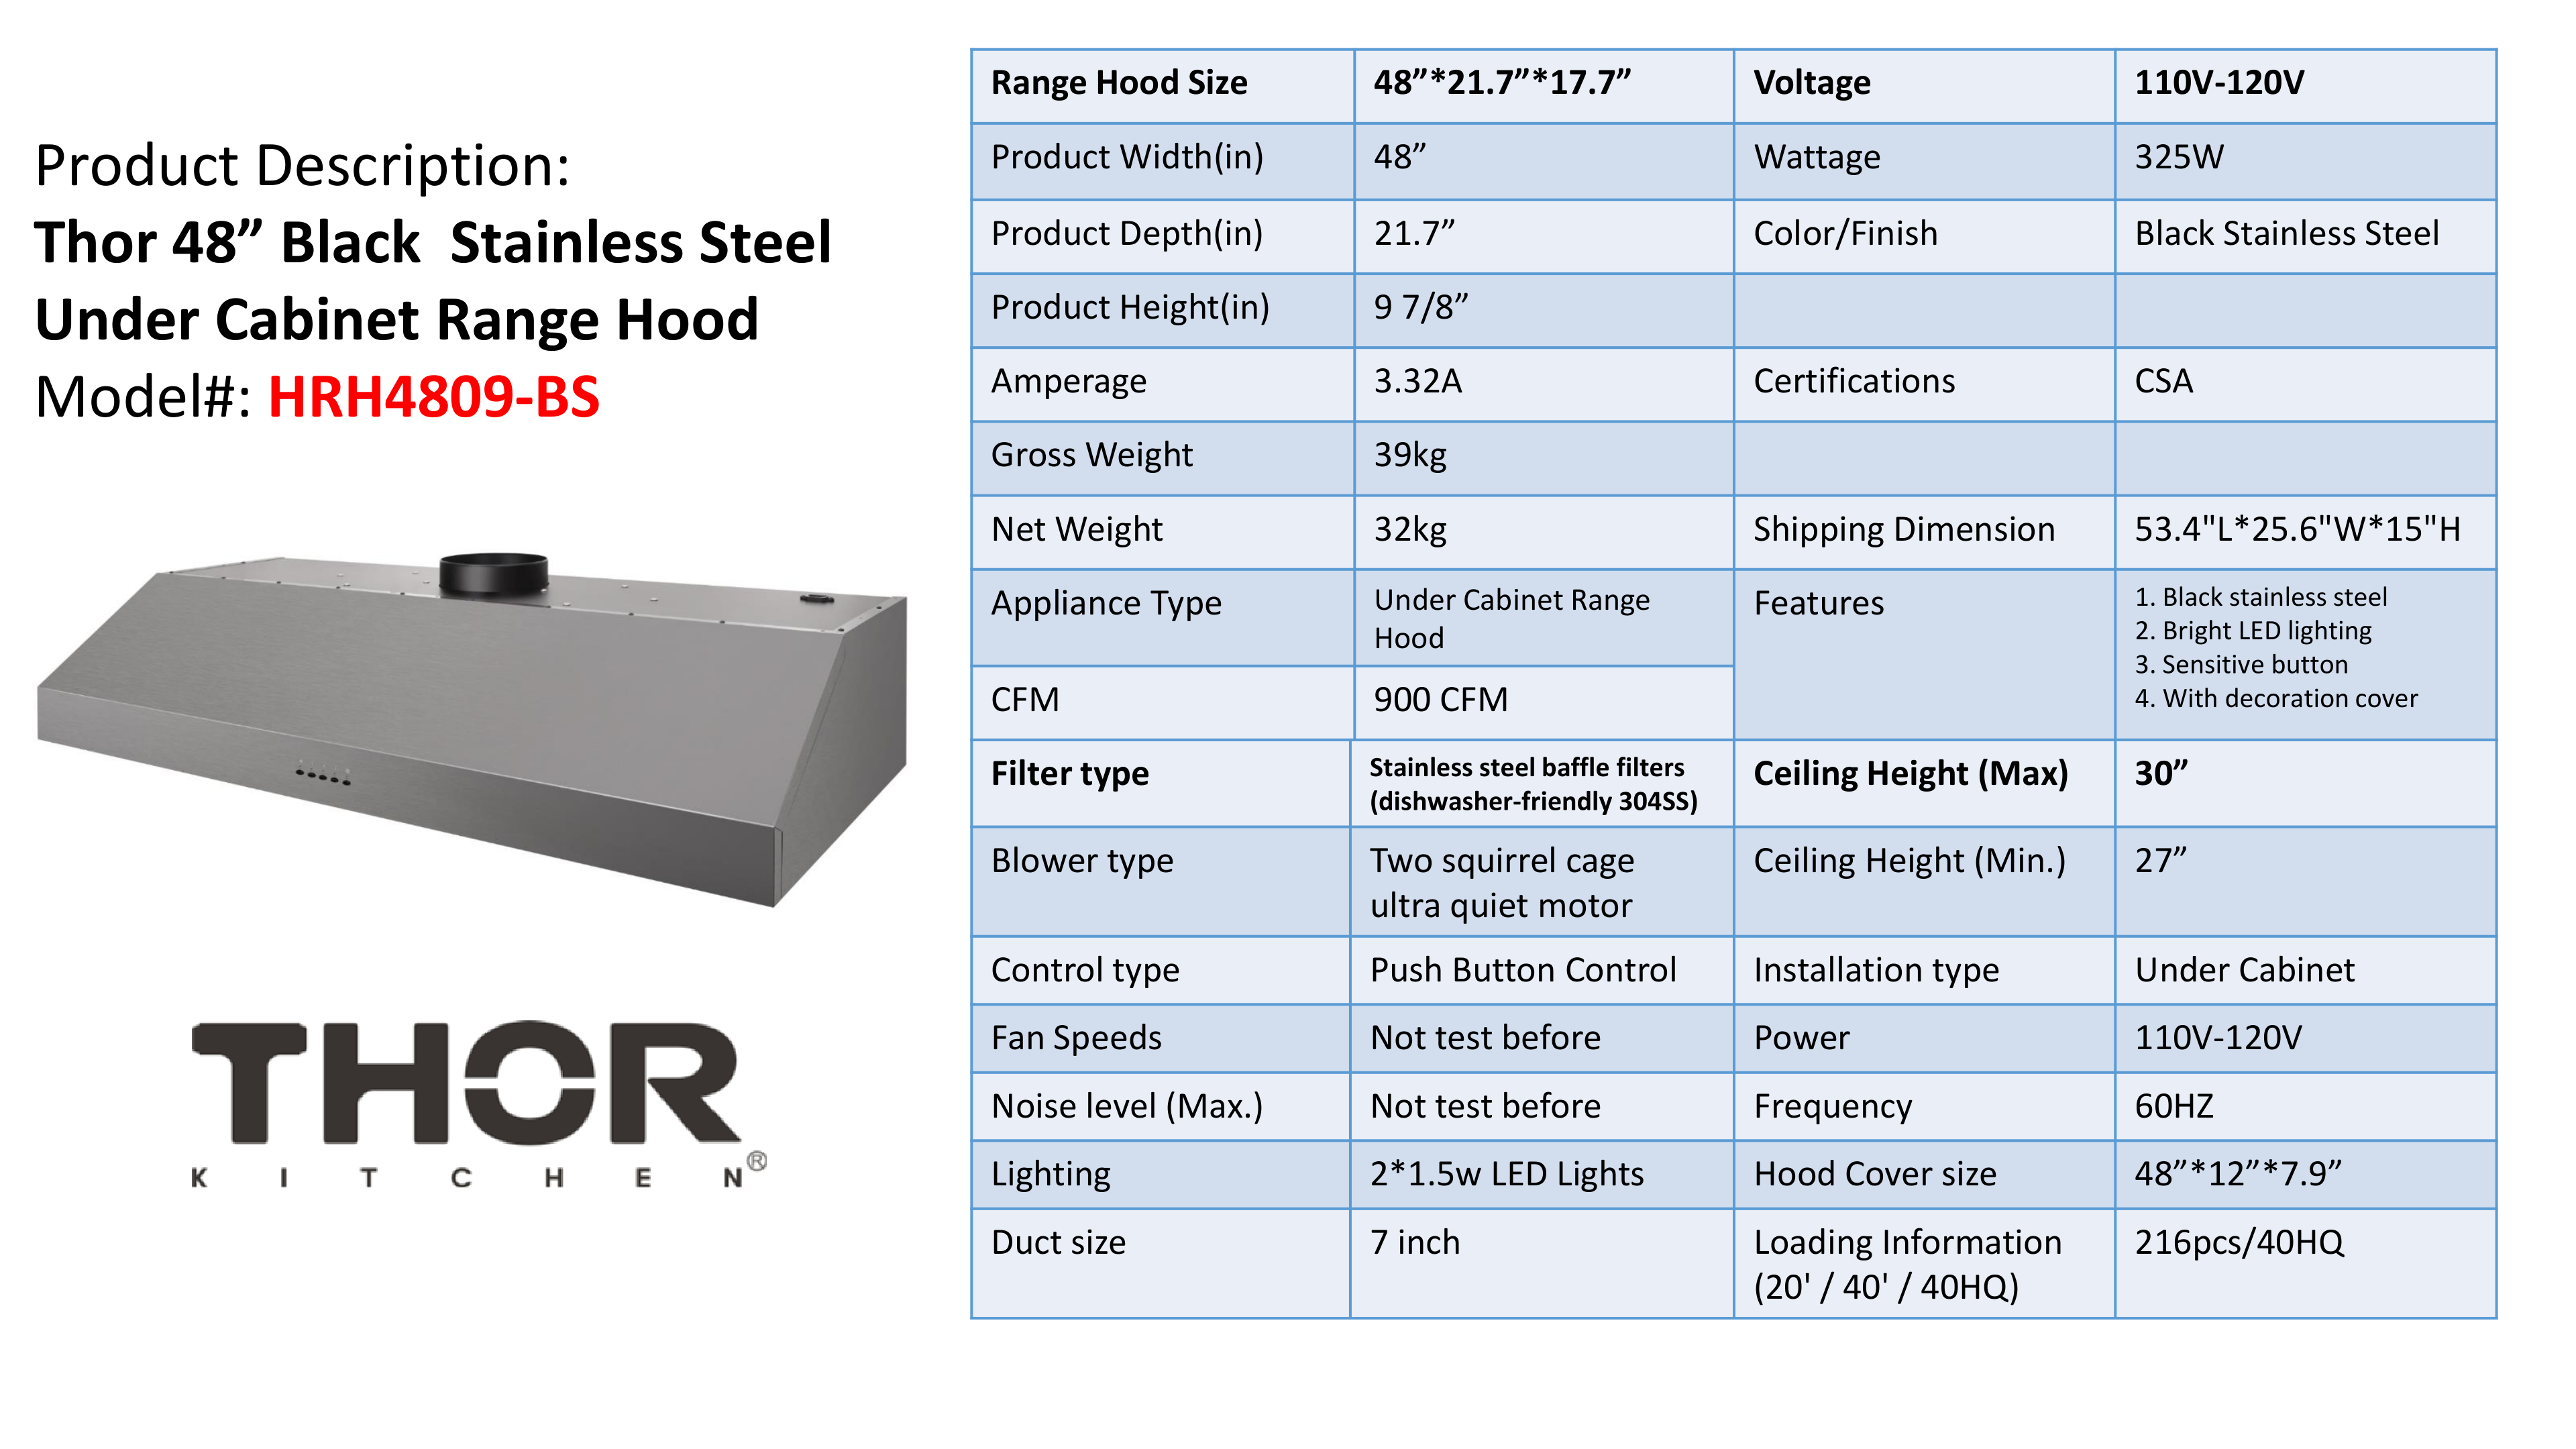 Product Description:
Thor 48” Black  Stainless Steel
Under Cabinet Range Hood
Model#: HRH4809-BS
THOR
KITCHEN®
Range Hood Size 48”*21.7”*17.7” Voltage 110V-120V
Product Width(in) 48” Wattage 325W
Product Depth(in) 21.7” Color/Finish Black Stainless Steel
Product Height(in) 9 7/8”
Amperage 3.32A Certifications CSA
Gross Weight 39kg
Net Weight 32kg Shipping Dimension 53.4"L*25.6"W*15"H
Appliance Type Under Cabinet Range
Hood
Features 1. Black stainless steel
2. Bright LED lighting
3. Sensitive button
4. With decoration cover
CFM 900 CFM
Filter type Stainless steel baffle filters
(dishwasher-friendly 304SS)
Ceiling Height (Max) 30”
Blower type Two squirrel cage
ultra quiet motor
Ceiling Height (Min.) 27”
Control type Push Button Control Installation type Under Cabinet
Fan Speeds Not test before Power 110V-120V
Noise level (Max.) Not test before Frequency 60HZ
Lighting 2*1.5w LED Lights Hood Cover size 48”*12”*7.9”
Duct size 7 inch Loading Information
(20' / 40' / 40HQ)
216pcs/40HQ